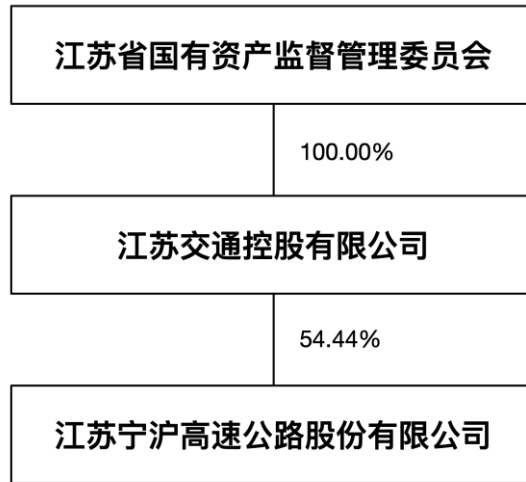 江苏省国有资产监督管理委员会
100.00%
江苏交通控股有限公司
54.44%
江苏宁沪高速公路股份有限公司